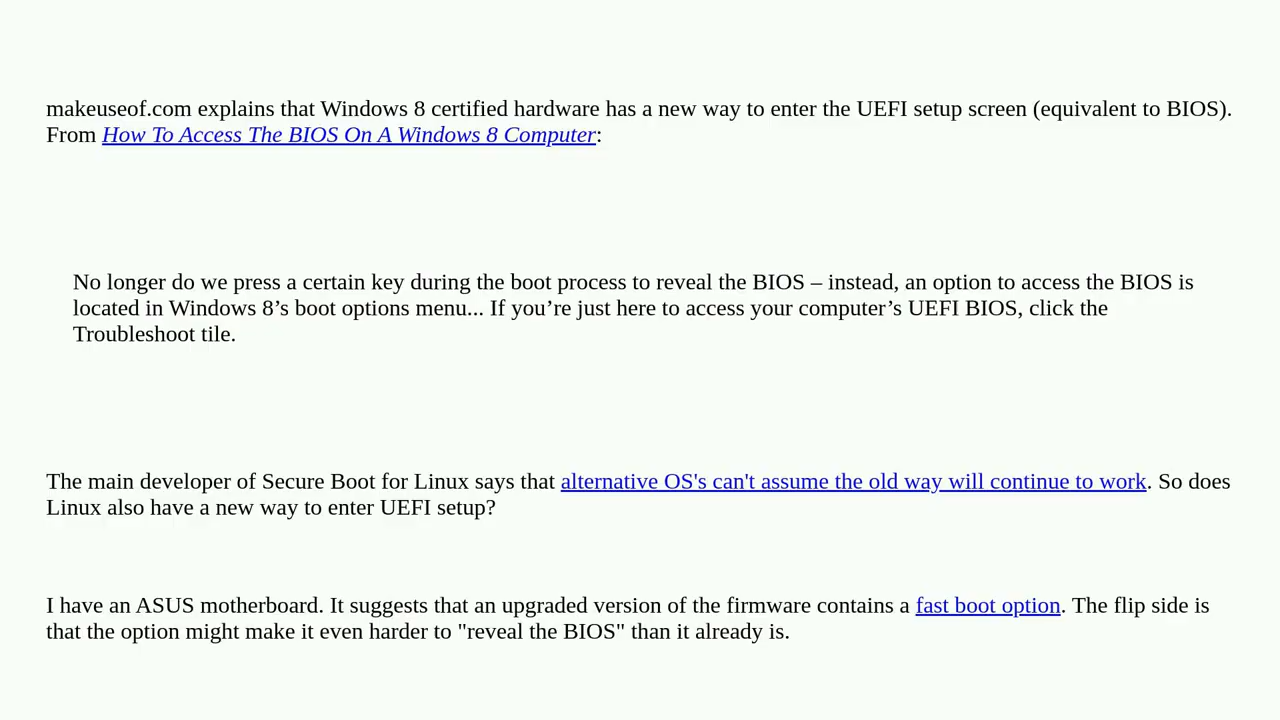 makeuseof.com explains that Windows 8 certified hardware has a new way to enter the UEFI setup screen (equivalent to BIOS).
From How To Access The BIOS On A Windows 8 Computer:
No longer do we press a certain key during the boot process to reveal the BIOS – instead, an option to access the BIOS is
located in Windows 8’s boot options menu... If you’re just here to access your computer’s UEFI BIOS, click the
Troubleshoot tile.
The main developer of Secure Boot for Linux says that alternative OS's can't assume the old way will continue to work. So does
Linux also have a new way to enter UEFI setup?
I have an ASUS motherboard. It suggests that an upgraded version of the firmware contains a fast boot option. The flip side is
that the option might make it even harder to "reveal the BIOS" than it already is.